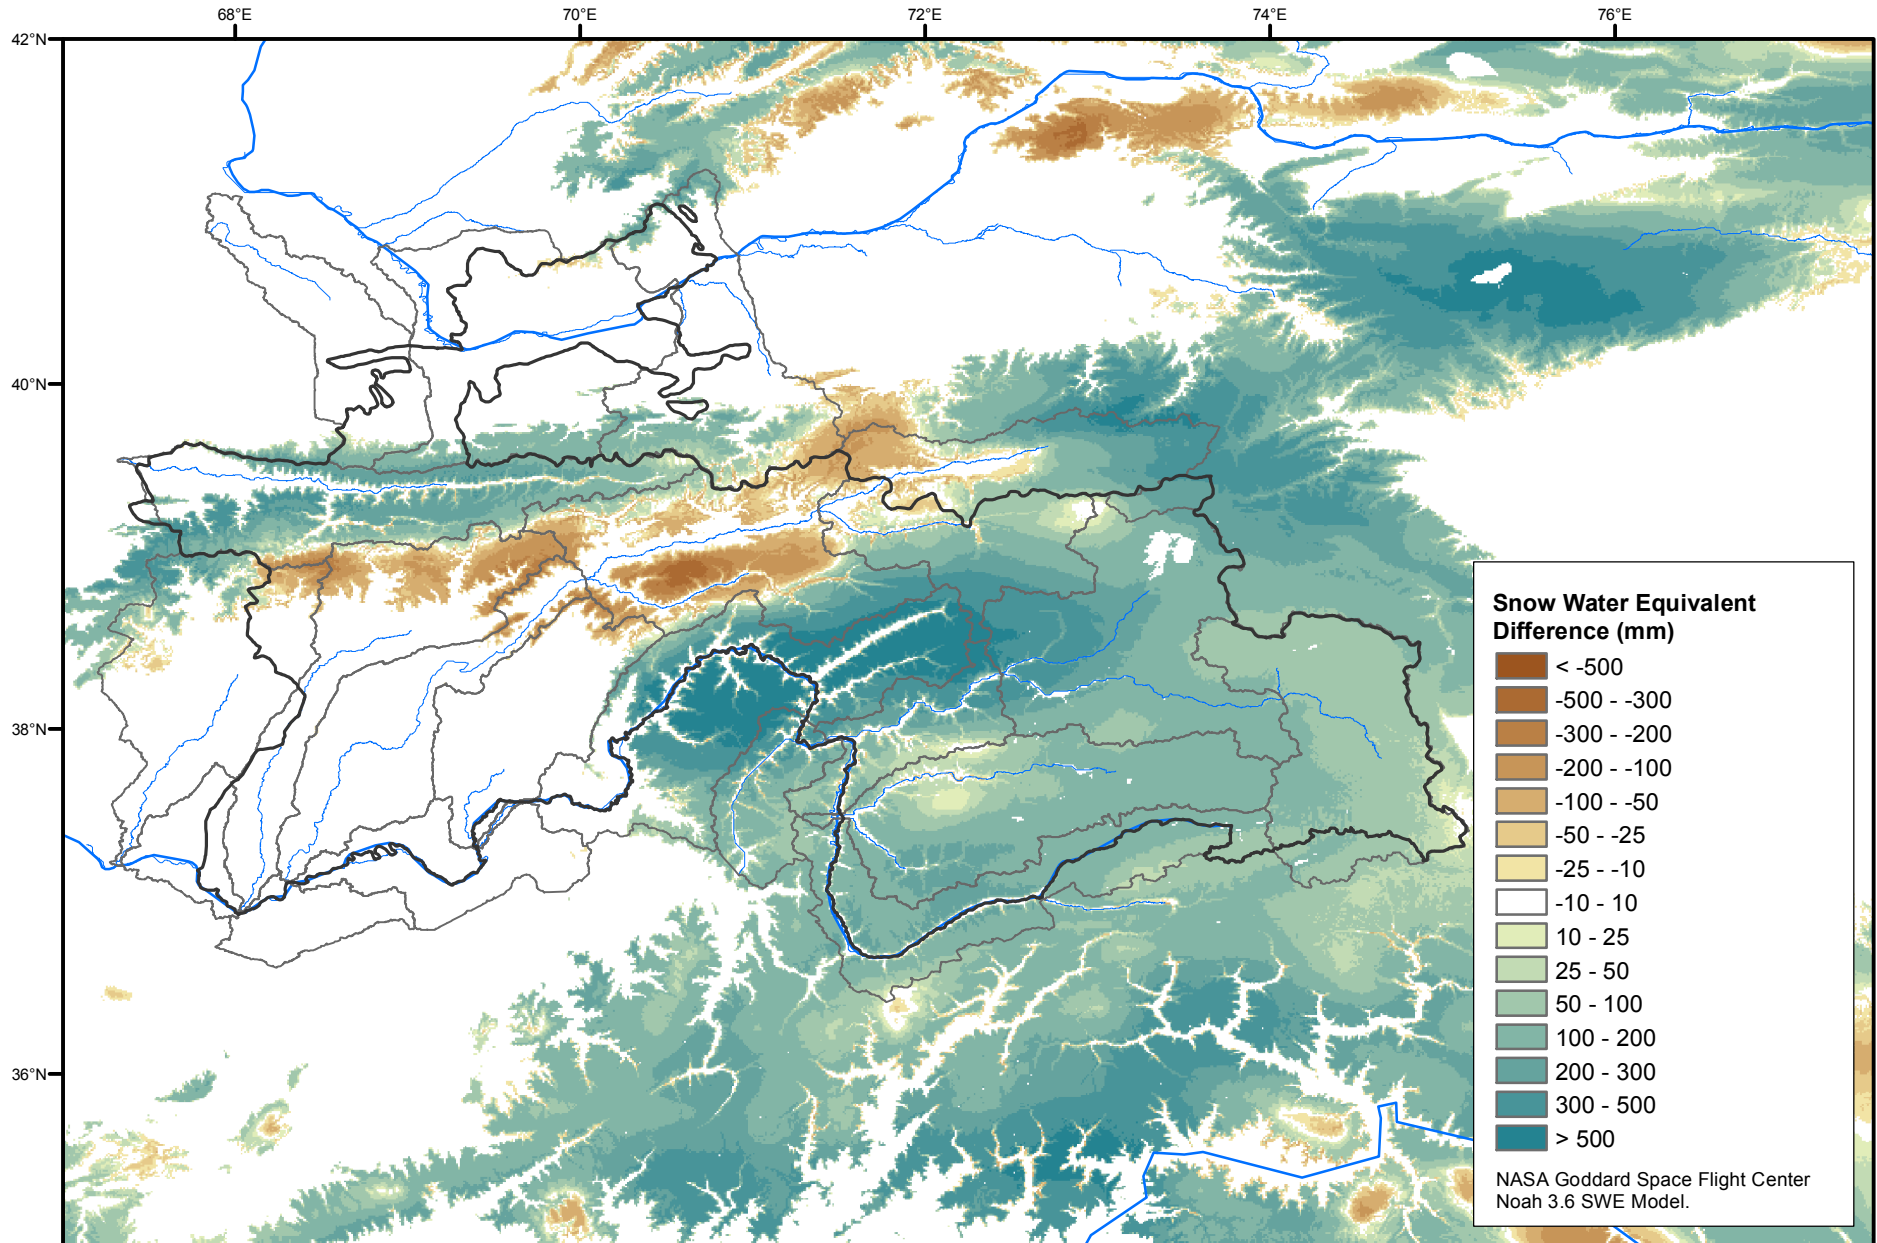 68°E
70°E
72°E
74°E
76°E
42°N
40°N
38°N
36°N
Snow Water Equivalent
Difference (mm)
< -500
-500 - -300
-300 - -200
-200 - -100
-100 - -50
-50 - -25
-25 - -10
-10 - 10
10 - 25
25 - 50
50 - 100
100 - 200
200 - 300
300 - 500
> 500
NASA Goddard Space Flight Center
Noah 3.6 SWE Model.